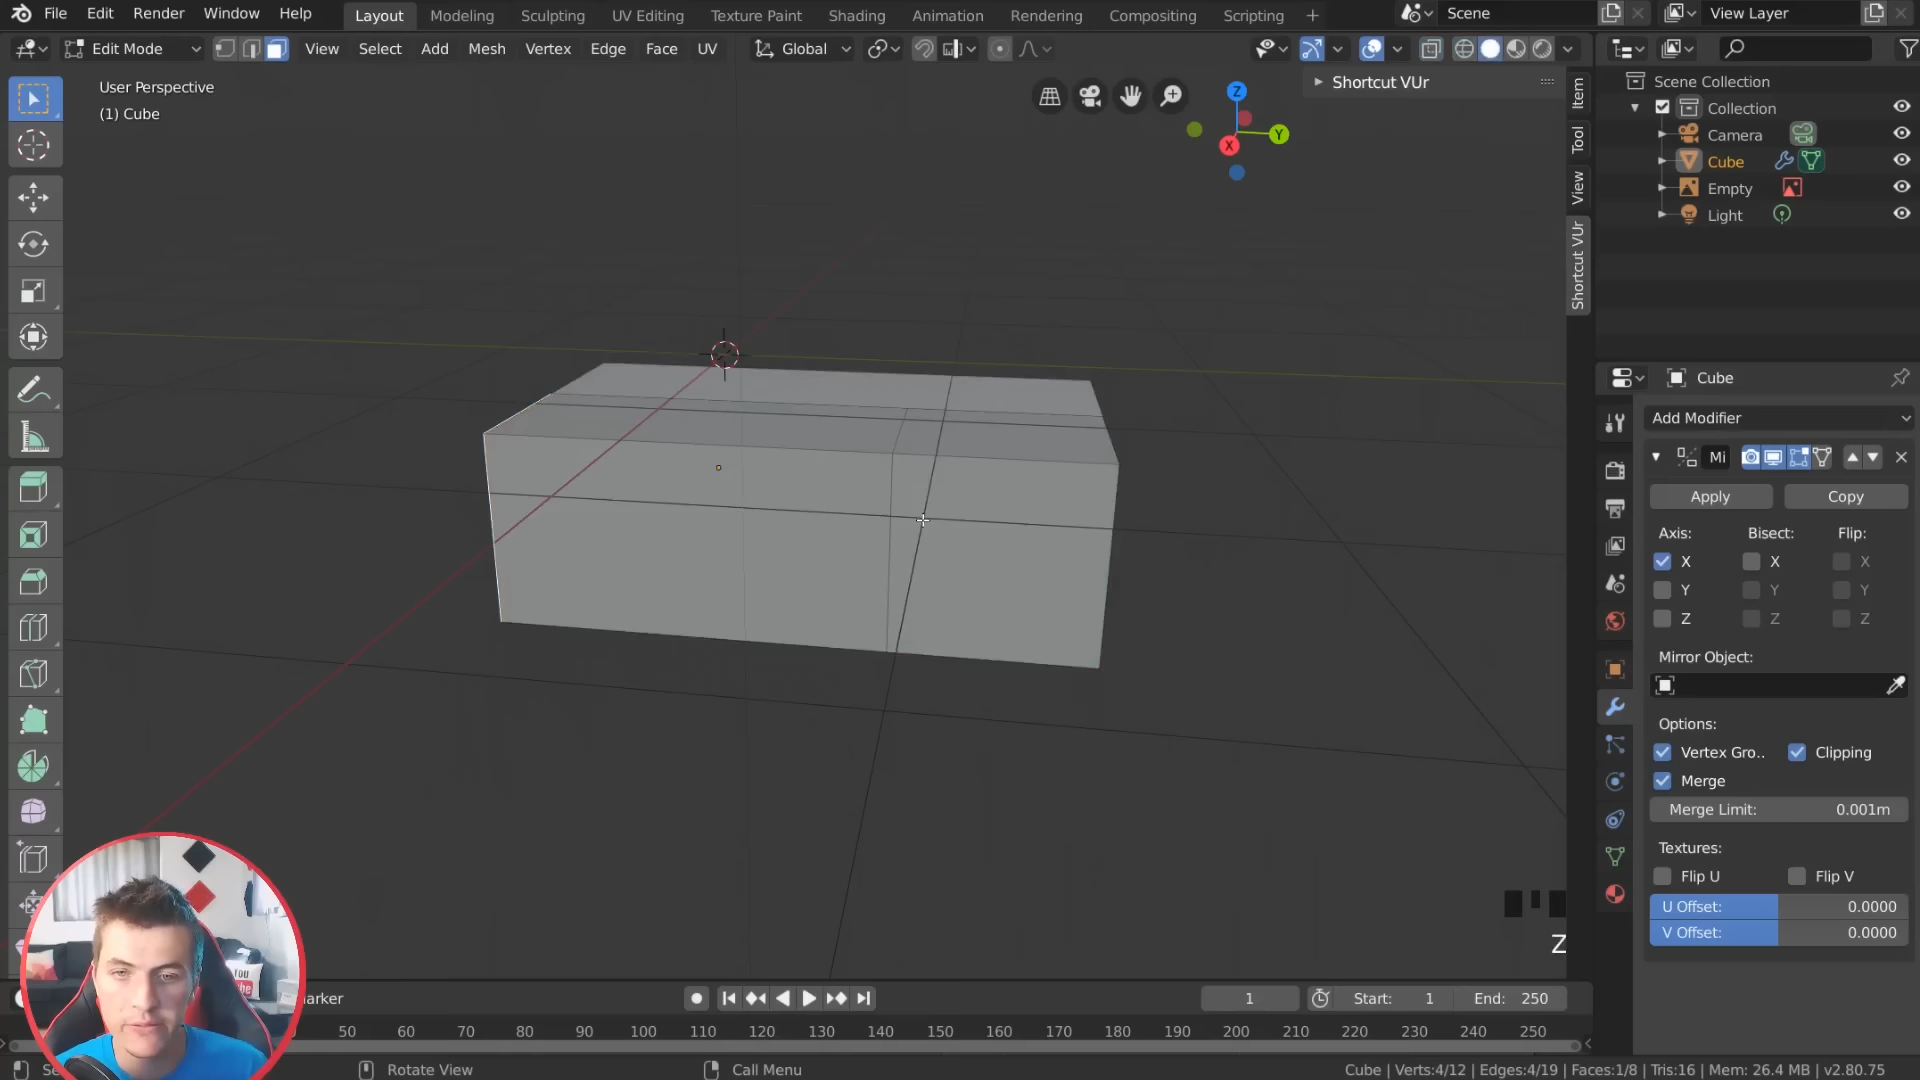 File Edit Render Window Help Layout Modeling Sculpting UV Editing Texture Paint Shading Animation Rendering Compositing Scripting + Scene View Layer
Edit Mode View Select Add Mesh Vertex Edge Face UV Global
User Perspective
(1) Cube
Shortcut VUr
Z
Y
X
Item
Tool
View
Shortcut VUr
Scene Collection
Collection
Camera
Cube
Empty
Light
Cube
Add Modifier
Mi
Apply Copy
Axis: Bisect: Flip:
X X X
Y Y Y
Z Z Z
Mirror Object:
Options:
Vertex Gro.. Clipping
Merge
Merge Limit: 0.001m
Textures:
Flip U Flip V
U Offset: 0.0000
V Offset: 0.0000
Z
You
arker 1 Start: 1 End: 250
50 60 70 80 90 100 110 120 130 140 150 160 170 180 190 200 210 220 230 240 250
Rotate View Call Menu Cube | Verts:4/12 | Edges:4/19 | Faces:1/8 | Tris:16 | Mem: 26.4 MB | v2.80.75